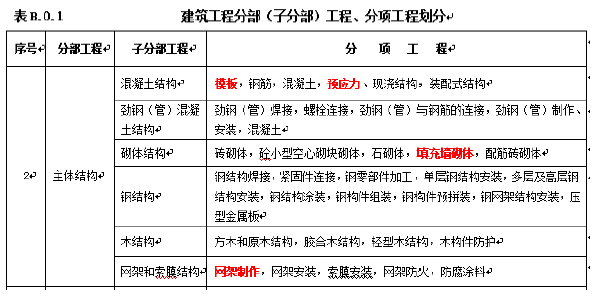 表 B.0.1 建筑工程分部(子分部)工程、分项工程划分
序号 分部工程 子分部工程 分 项 工 程
混凝土结构 模板,钢筋,混凝土,预应力、现浇结构,装配式结构
劲钢(管)混凝 劲钢(管)焊接,螺栓连接,劲钢(管)与钢筋的连接,劲钢(管)制作、
土结构 安装,混凝土
砌体结构 砖砌体,砼小型空心砌块砌体,石砌体,填充墙砌体,配筋砖砌体
2 主体结构
钢结构 钢结构焊接,紧固件连接,钢零部件加工,单层钢结构安装,多层及高层钢
结构安装,钢结构涂装,钢构件组装,钢构件预拼装,钢网架结构安装,压
型金属板
木结构 方木和原木结构,胶合木结构,轻型木结构,木构件防护
网架和索膜结构 网架制作,网架安装,索膜安装,网架防火,防腐涂料